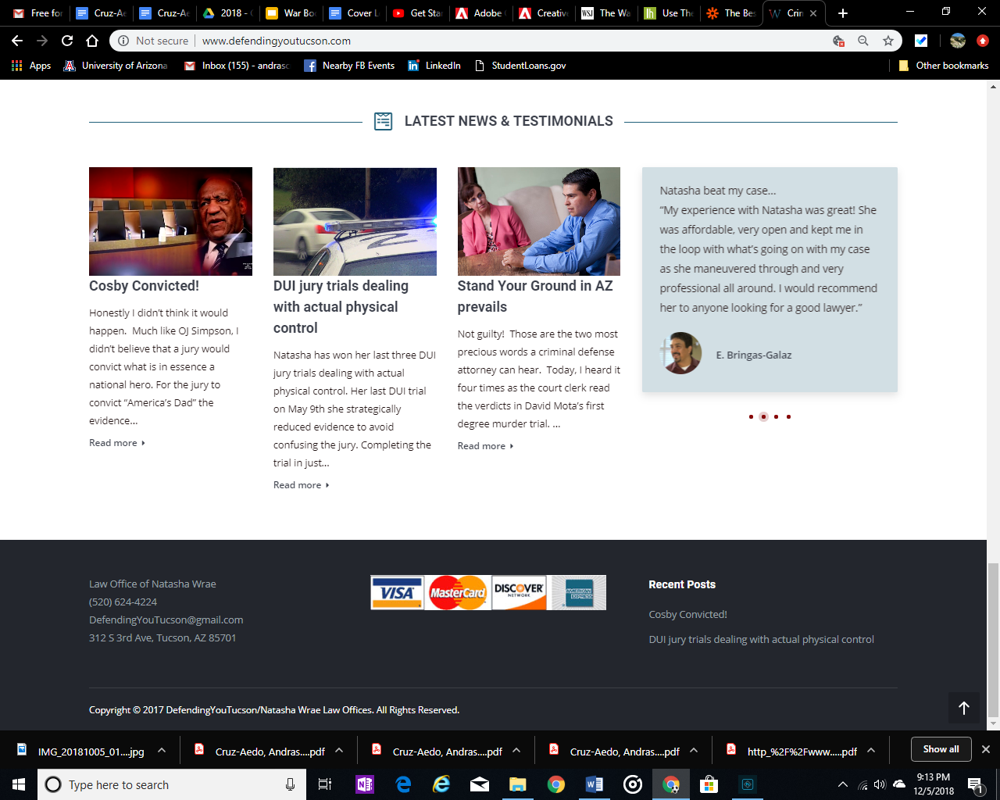 Free for
Cruz-Ae
Cruz-Ae
2018 - C
War Boo
Cover L
Get Star
Adobe
Creativ
WSJ
The Wa
Use The
The Bes
Crin
Not secure
www.defendingyoutucson.com
Apps
University of Arizona
Inbox (155) - andrasc
Nearby FB Events
LinkedIn
StudentLoans.gov
Other bookmarks
LATEST NEWS & TESTIMONIALS
Cosby Convicted!
Honestly I didn't think it would
happen.  Much like OJ Simpson, I
didn't believe that a jury would
convict what is in essence a
national hero. For the jury to
convict “America’s Dad” the
evidence…
Read more
DUI jury trials dealing
with actual physical
control
Natasha has won her last three DUI
jury trials dealing with actual
physical control. Her last DUI trial
on May 9th she strategically
reduced evidence to avoid
confusing the jury. Completing the
trial in just…
Read more
Stand Your Ground in AZ
prevails
Not guilty!  Those are the two most
precious words a criminal defense
attorney can hear.  Today, I heard it
four times as the court clerk read
the verdicts in David Mota’s first
degree murder trial. …
Read more
Natasha beat my case…
“My experience with Natasha was great! She
was affordable, very open and kept me in
the loop with what’s going on with my case
as she maneuvered through and very
professional all around. I would recommend
her to anyone looking for a good lawyer.”
E. Bringas-Galaz
Law Office of Natasha Wrae
(520) 624-4224
DefendingYouTucson@gmail.com
312 S 3rd Ave, Tucson, AZ 85701
VISA
MasterCard
DISCOVER
NETWORK
AMERICAN
EXPRESS
Recent Posts
Cosby Convicted!
DUI jury trials dealing with actual physical control
Copyright © 2017 DefendingYouTucson/Natasha Wrae Law Offices. All Rights Reserved.
IMG_20181005_01....jpg
Cruz-Aedo, Andras....pdf
Cruz-Aedo, Andras....pdf
Cruz-Aedo, Andras....pdf
http_%2F%2Fwww.....pdf
Show all
Type here to search
9:13 PM
12/5/2018
1